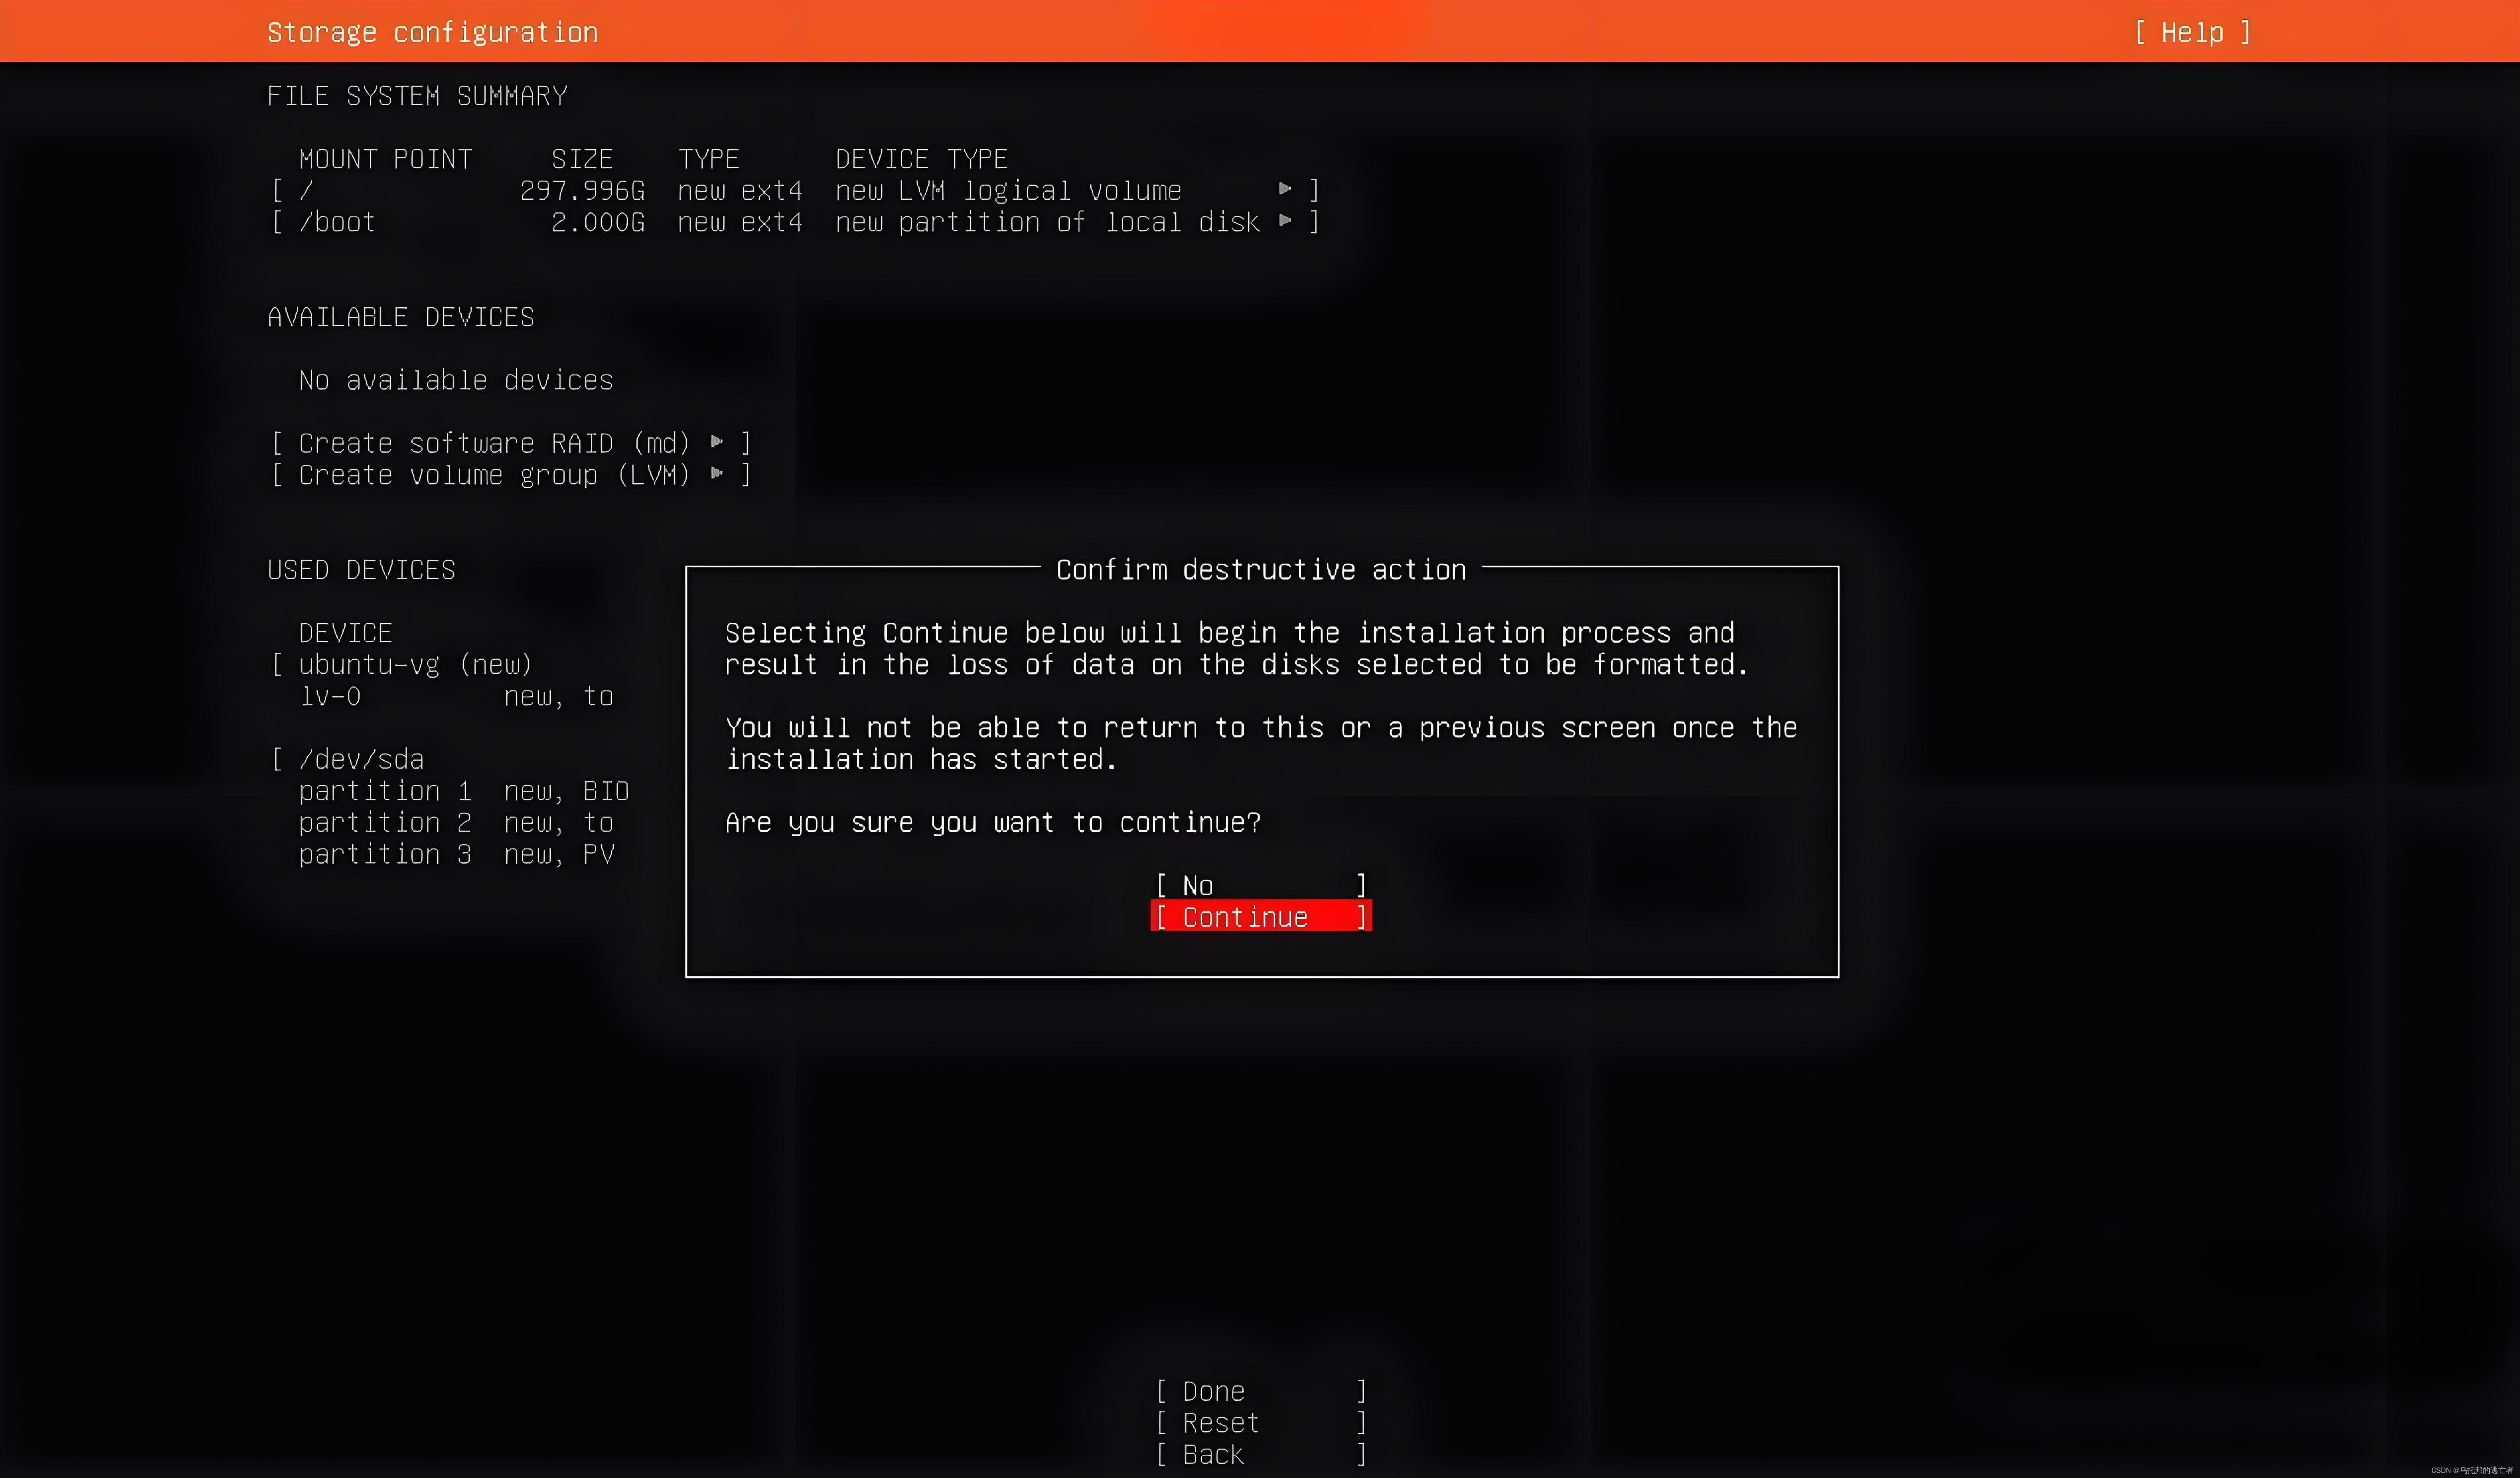 Storage configuration [ Help ]
FILE SYSTEM SUMMARY
MOUNT POINT SIZE TYPE DEVICE TYPE
[ / 297.996G new ext4 new LVM logical volume ▶ ]
[ /boot 2.000G new ext4 new partition of local disk ▶ ]
AVAILABLE DEVICES
No available devices
[ Create software RAID (md) ▶ ]
[ Create volume group (LVM) ▶ ]
USED DEVICES
DEVICE
[ ubuntu-vg (new)
lv-0 new, to
[ /dev/sda
partition 1 new, BIO
partition 2 new, to
partition 3 new, PV
Confirm destructive action
Selecting Continue below will begin the installation process and
result in the loss of data on the disks selected to be formatted.
You will not be able to return to this or a previous screen once the
installation has started.
Are you sure you want to continue?
[ No ]
[ Continue ]
[ Done ]
[ Reset ]
[ Back ]
CSDN @乌托邦的逃亡者